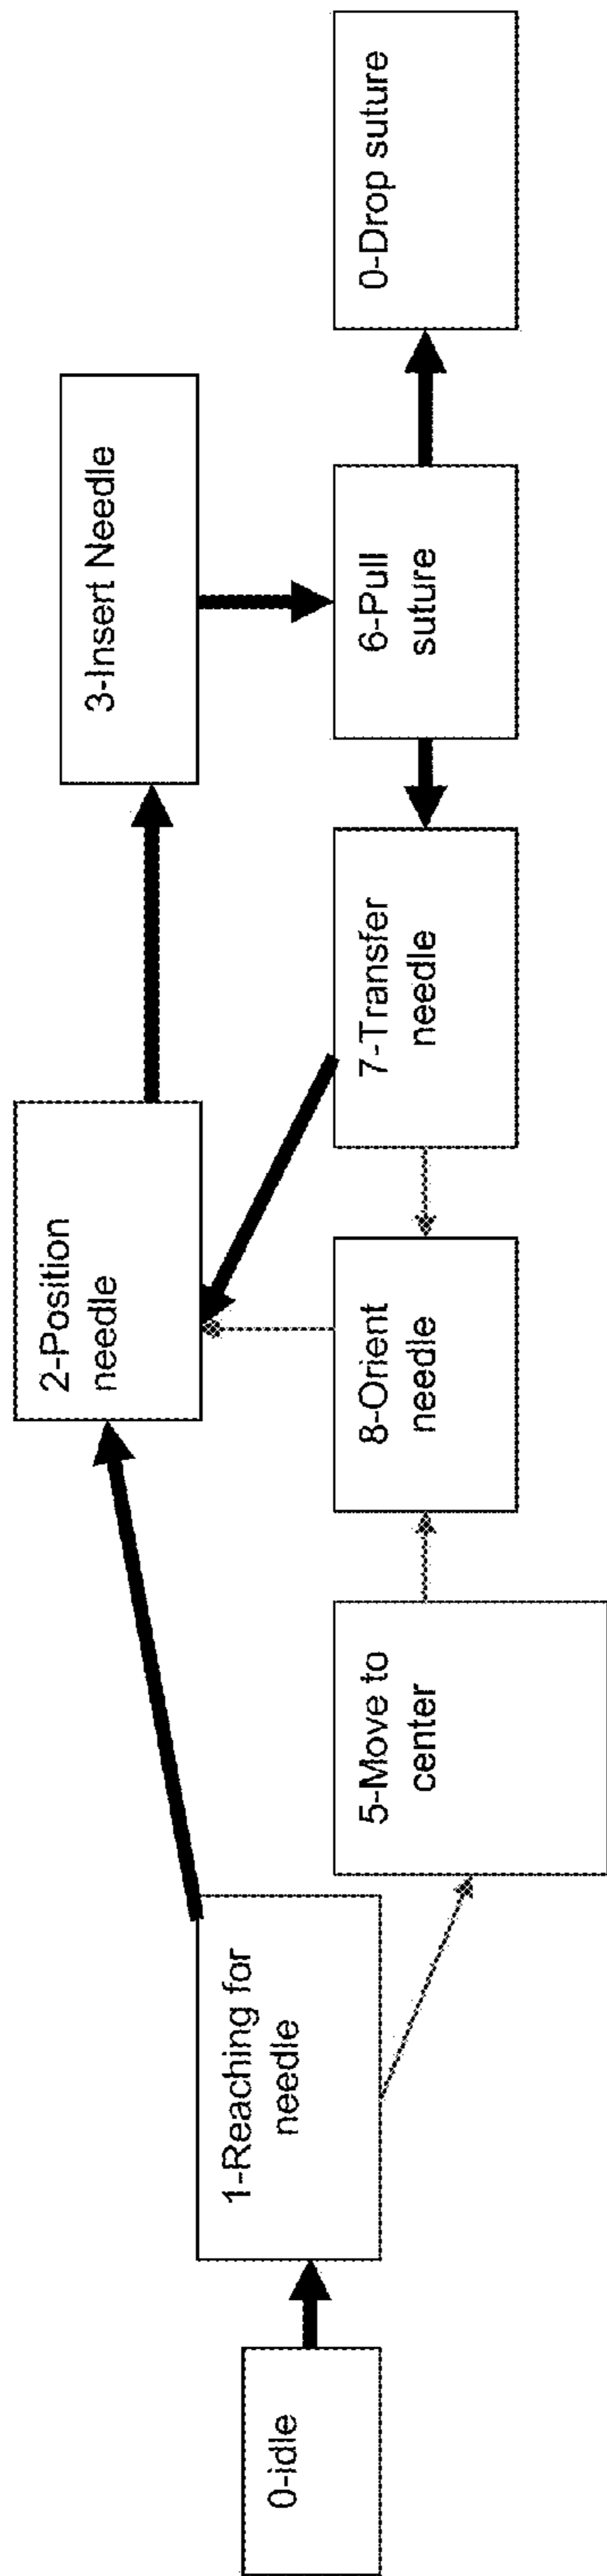 0-idle
1-Reaching for
needle
2-Position
needle
3-Insert Needle
5-Move to
center
8-Orient
needle
7-Transfer
needle
6-Pull
suture
0-Drop suture